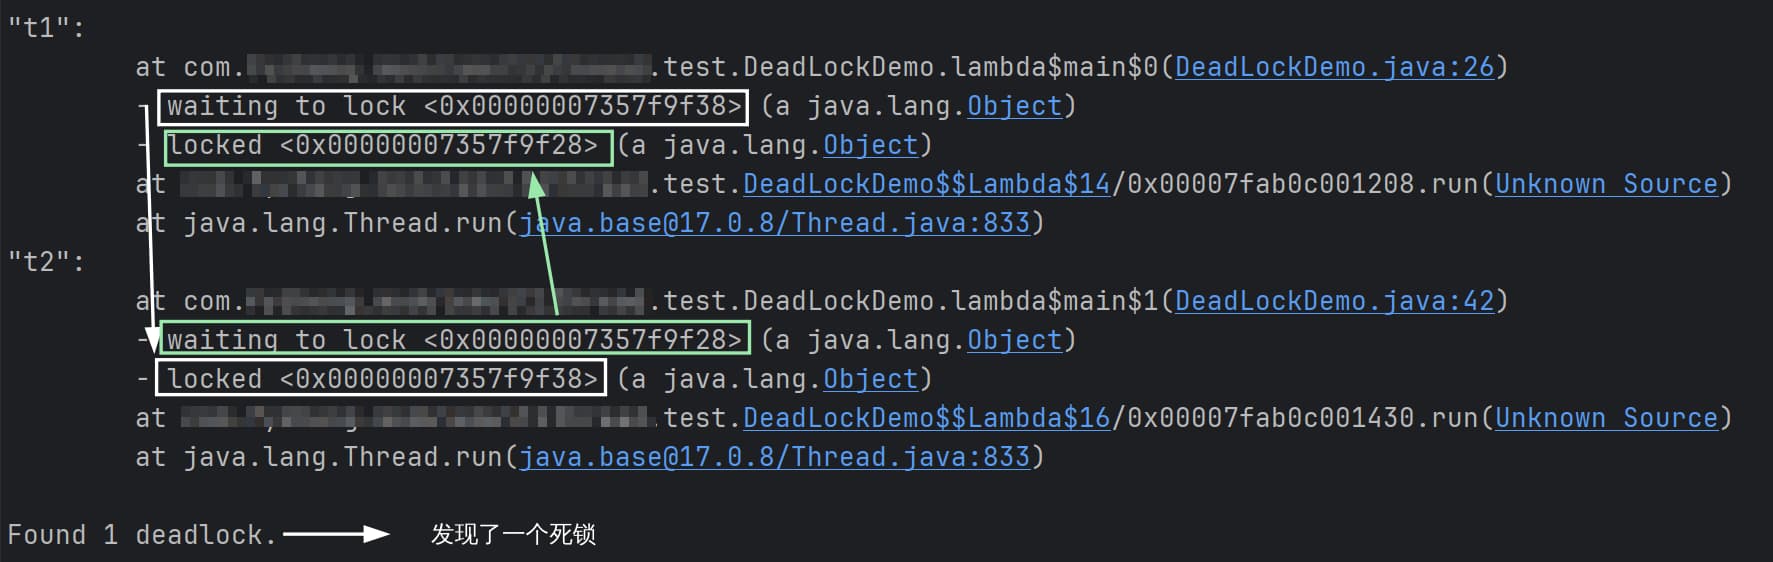 "t1":
at com. .test.DeadLockDemo.lambda$main$0(DeadLockDemo.java:26)
- waiting to lock <0x00000007357f9f38> (a java.lang.Object)
- locked <0x00000007357f9f28> (a java.lang.Object)
at .test.DeadLockDemo$$Lambda$14/0x00007fab0c001208.run(Unknown Source)
at java.lang.Thread.run(java.base@17.0.8/Thread.java:833)
"t2":
at com. .test.DeadLockDemo.lambda$main$1(DeadLockDemo.java:42)
- waiting to lock <0x00000007357f9f28> (a java.lang.Object)
- locked <0x00000007357f9f38> (a java.lang.Object)
at .test.DeadLockDemo$$Lambda$16/0x00007fab0c001430.run(Unknown Source)
at java.lang.Thread.run(java.base@17.0.8/Thread.java:833)
Found 1 deadlock. 发现了一个死锁